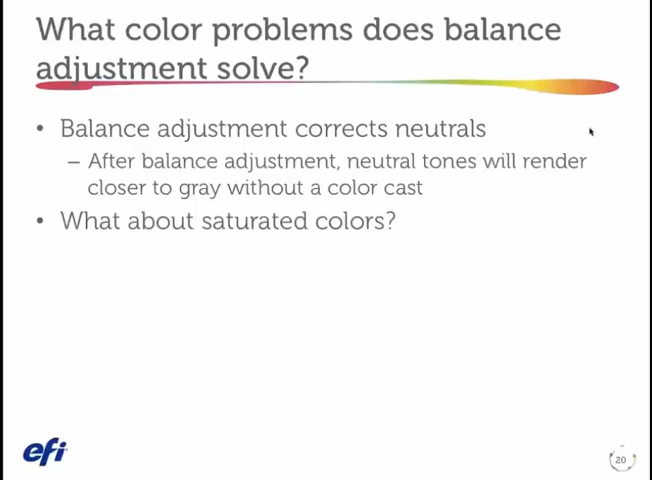 What color problems does balance
adjustment solve?
• Balance adjustment corrects neutrals
– After balance adjustment, neutral tones will render
closer to gray without a color cast
• What about saturated colors?
efi
20